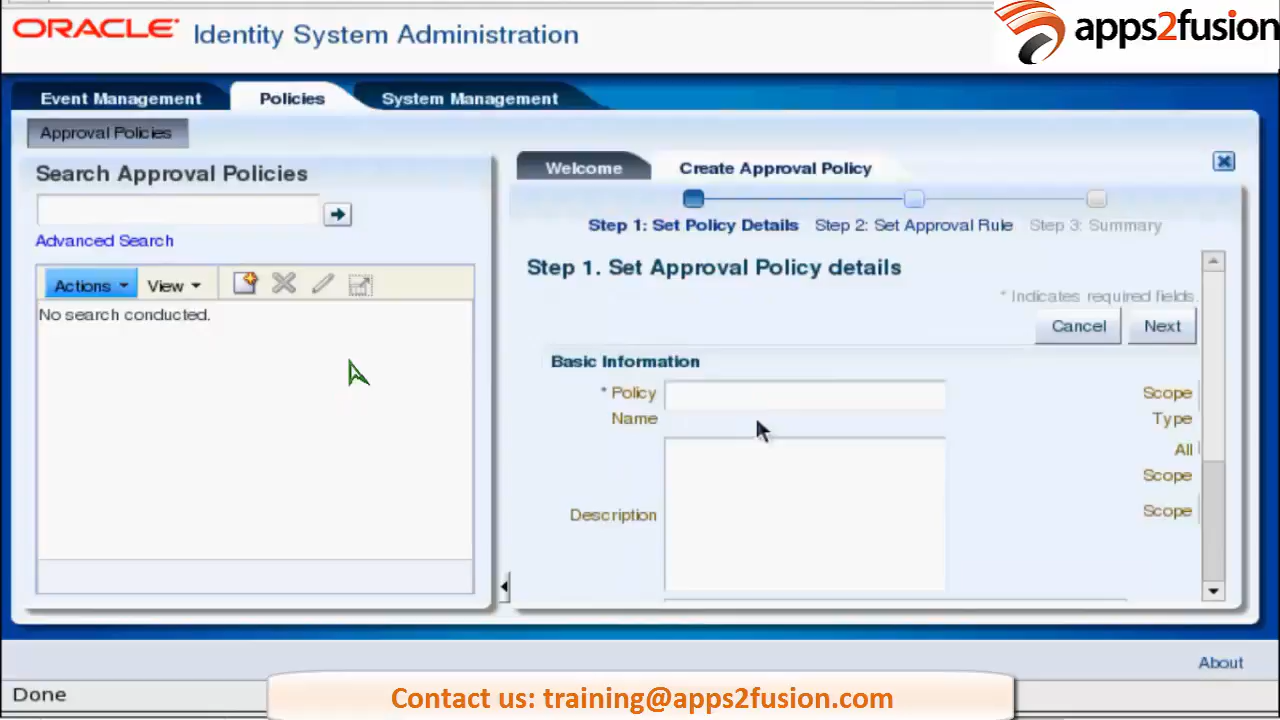 ORACLE Identity System Administration
apps2fusion
Event Management Policies System Management
Approval Policies
Search Approval Policies
Advanced Search
Actions View
No search conducted.
Welcome Create Approval Policy
Step 1: Set Policy Details Step 2: Set Approval Rule Step 3: Summary
Step 1. Set Approval Policy details
* Indicates required fields.
Cancel Next
Basic Information
* Policy Name
Scope Type
All Scope
Description
Scope
About
Done
Contact us: training@apps2fusion.com